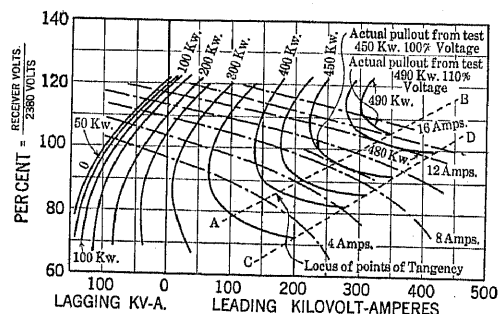 140
120
100
80
60
PER CENT = RECEIVER VOLTS. / 2380 VOLTS
100 Kw.
200 Kw.
200 Kw.
400 Kw.
450 Kw.
Actual pullout from test
450 Kw. 100% Voltage
Actual pullout from test
490 Kw. 110%
Voltage
490 Kw.
B
16 Amps.
D
50 Kw.
0
480 Kw.
12 Amps.
A
C
4 Amps.
8 Amps.
100 Kw.
Locus of points of Tangency
100 0 100 200 300 400 500
LAGGING KV-A. LEADING KILOVOLT-AMPERES